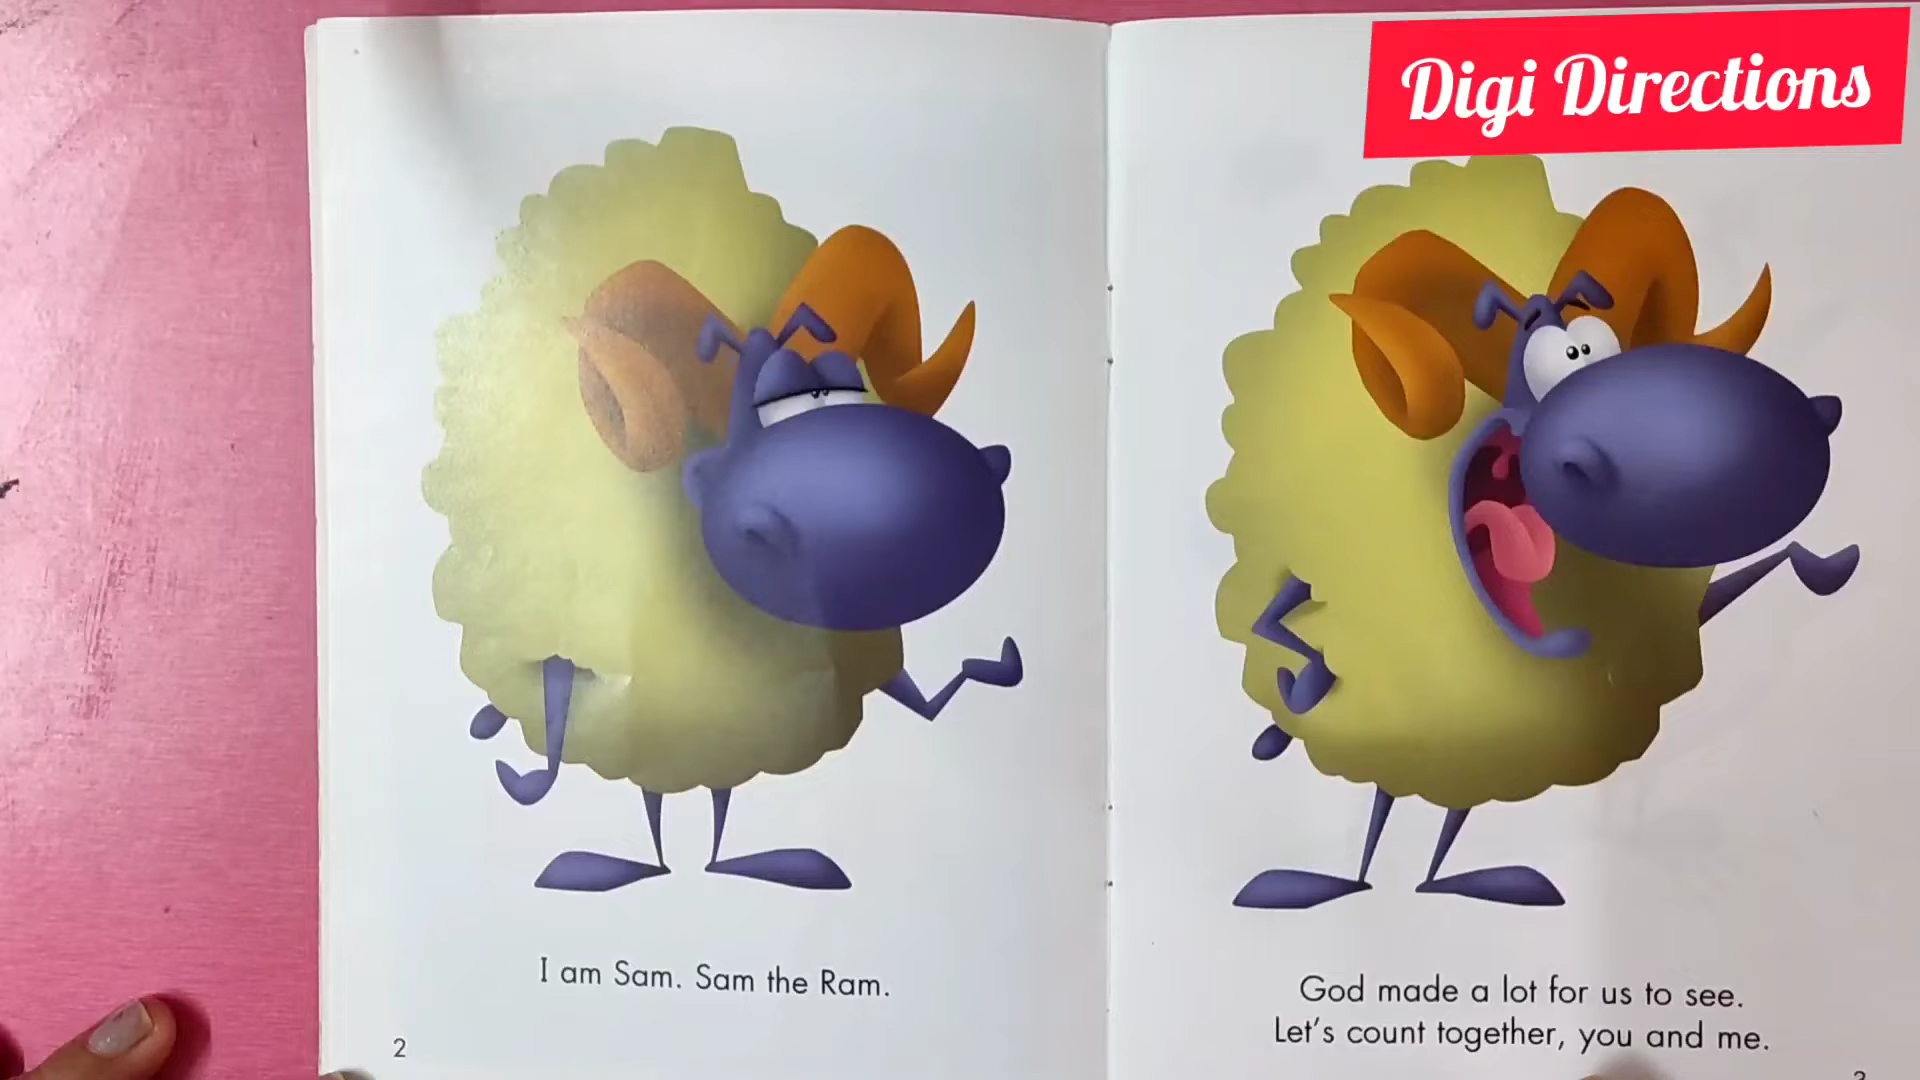 Digi Directions
I am Sam. Sam the Ram.
2
God made a lot for us to see.
Let's count together, you and me.